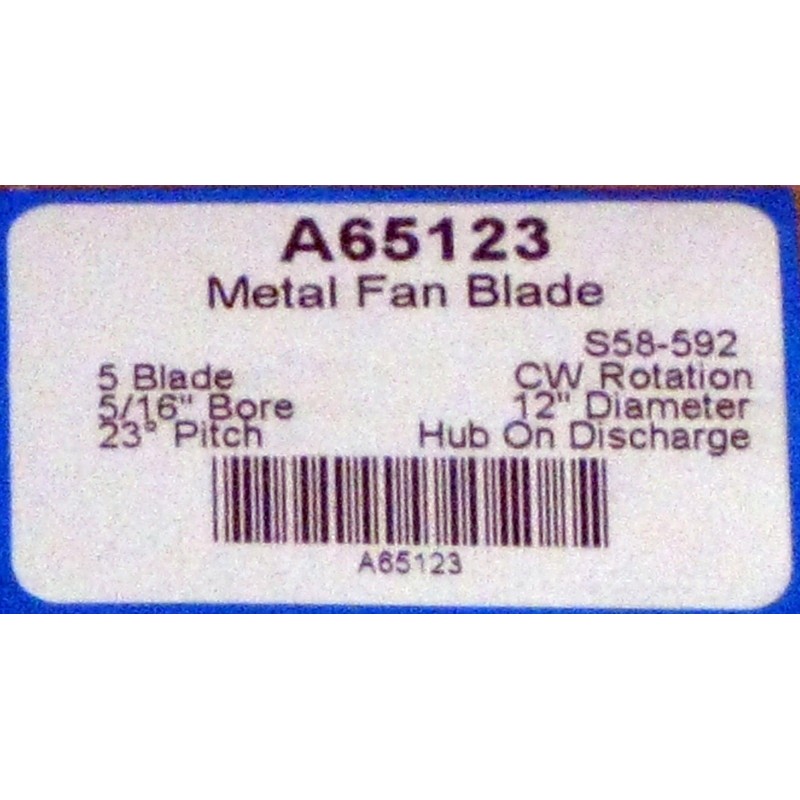 A65123
Metal Fan Blade
S58-592
5 Blade CW Rotation
5/16" Bore 12" Diameter
23° Pitch Hub On Discharge
A65123